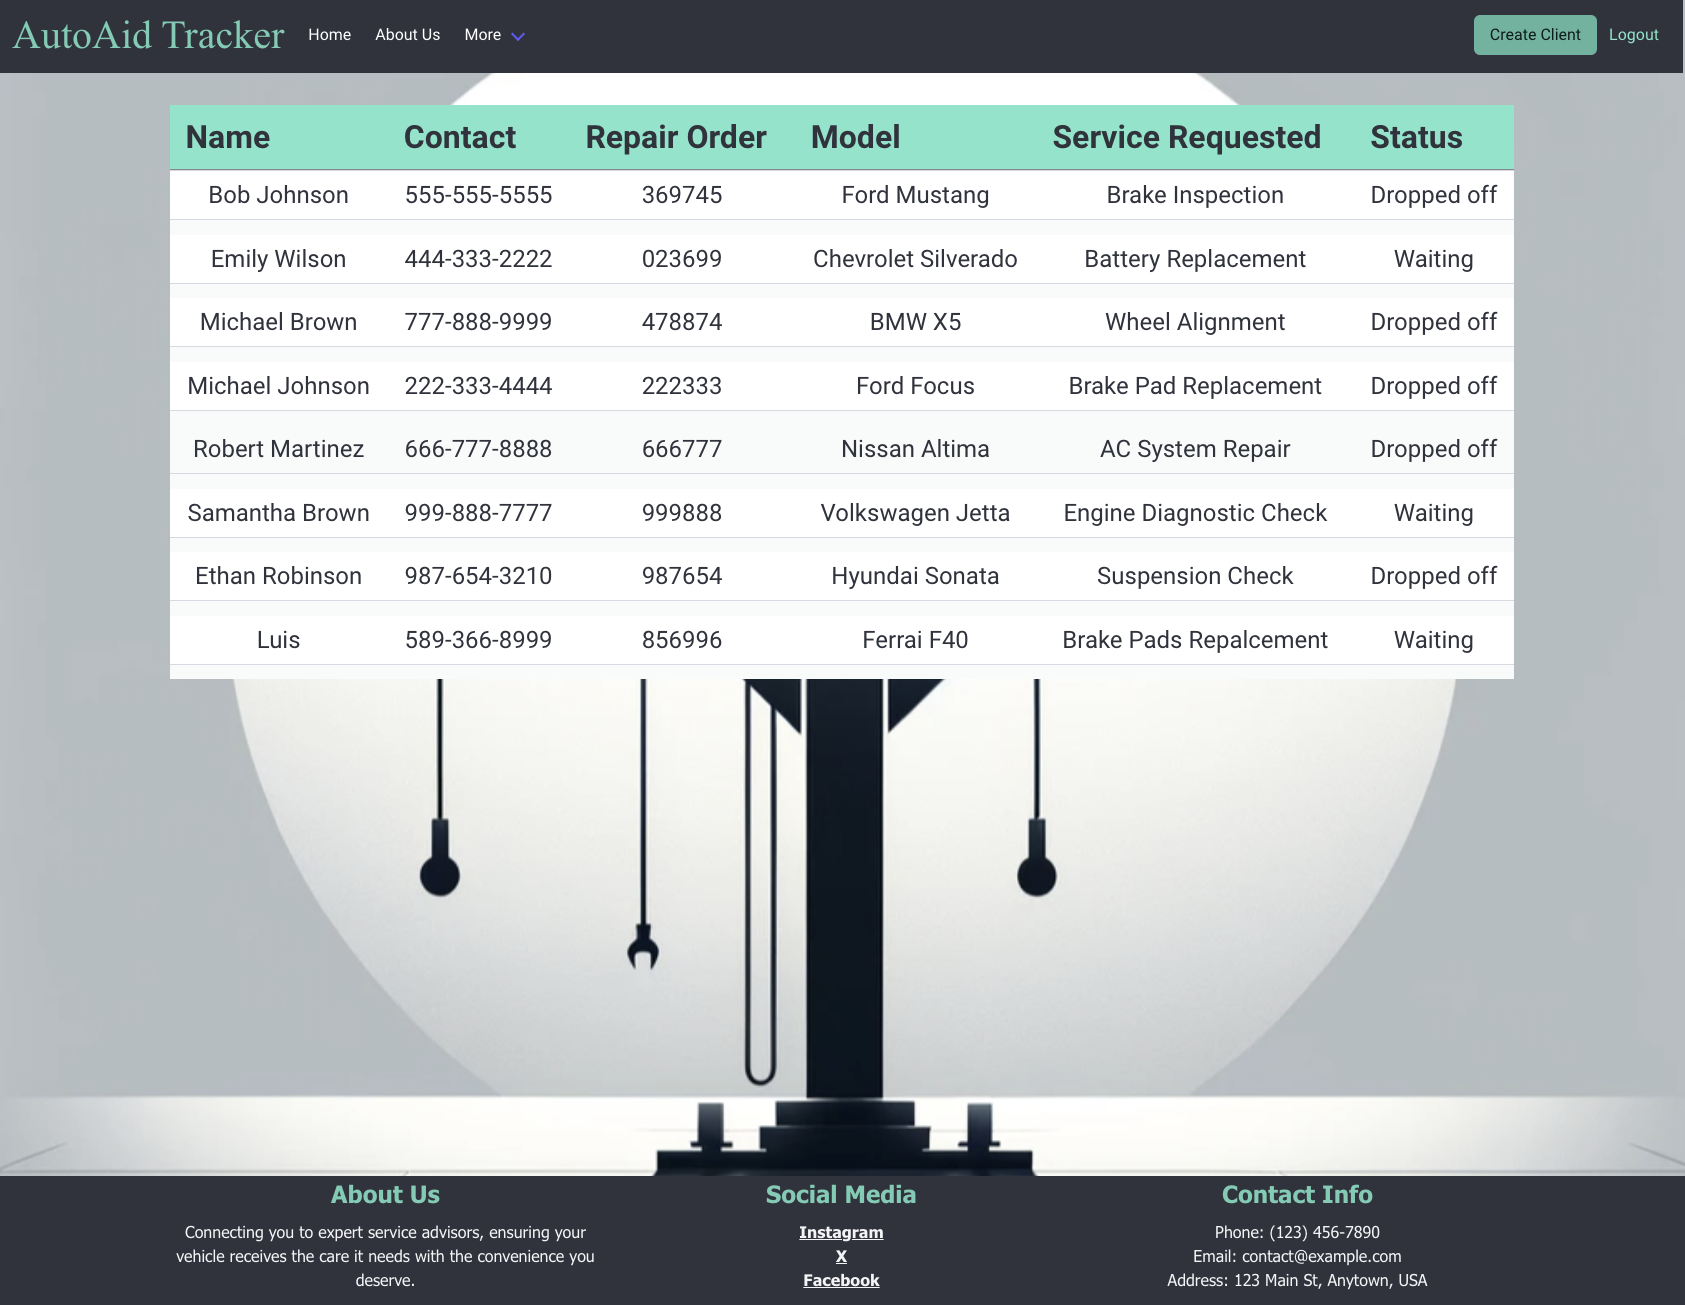 AutoAid Tracker Home About Us More Create Client Logout
Name Contact Repair Order Model Service Requested Status
Bob Johnson 555-555-5555 369745 Ford Mustang Brake Inspection Dropped off
Emily Wilson 444-333-2222 023699 Chevrolet Silverado Battery Replacement Waiting
Michael Brown 777-888-9999 478874 BMW X5 Wheel Alignment Dropped off
Michael Johnson 222-333-4444 222333 Ford Focus Brake Pad Replacement Dropped off
Robert Martinez 666-777-8888 666777 Nissan Altima AC System Repair Dropped off
Samantha Brown 999-888-7777 999888 Volkswagen Jetta Engine Diagnostic Check Waiting
Ethan Robinson 987-654-3210 987654 Hyundai Sonata Suspension Check Dropped off
Luis 589-366-8999 856996 Ferrai F40 Brake Pads Repalcement Waiting
About Us
Connecting you to expert service advisors, ensuring your
vehicle receives the care it needs with the convenience you
deserve.
Social Media
Instagram
X
Facebook
Contact Info
Phone: (123) 456-7890
Email: contact@example.com
Address: 123 Main St, Anytown, USA